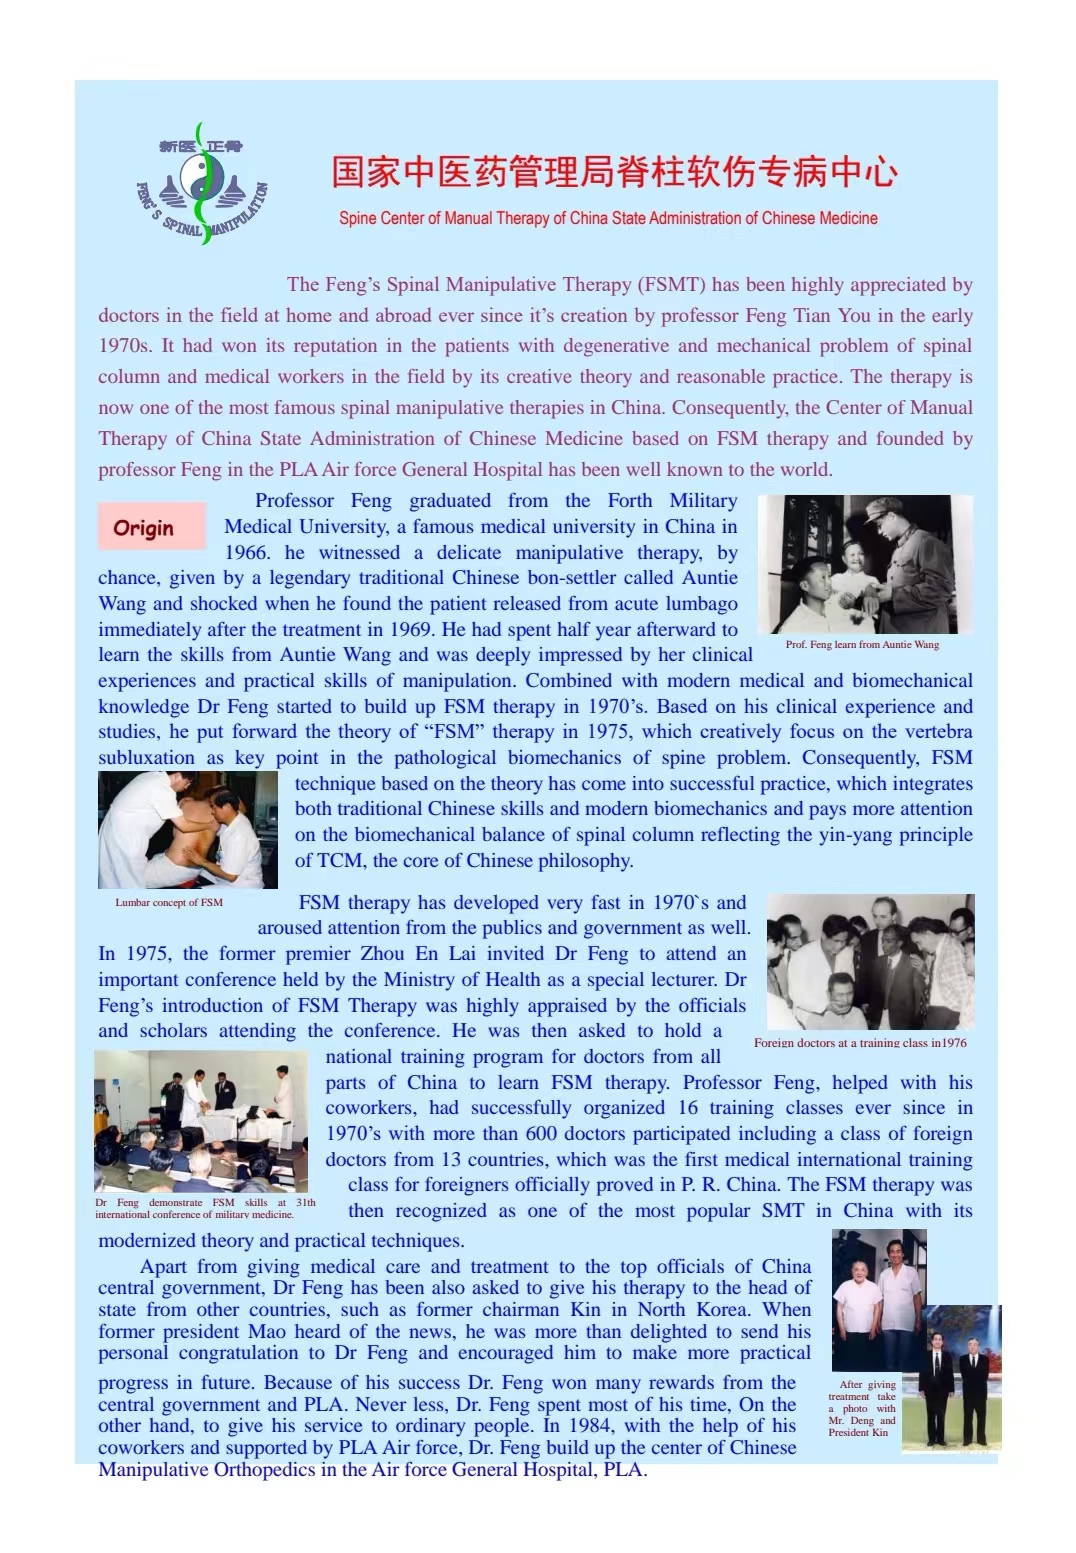 新医 正骨
FENG'S SPINAL MANIPULATION
国家中医药管理局脊柱软伤专病中心
Spine Center of Manual Therapy of China State Administration of Chinese Medicine
The Feng's Spinal Manipulative Therapy (FSMT) has been highly appreciated by
doctors in the field at home and abroad ever since it's creation by professor Feng Tian You in the early
1970s. It had won its reputation in the patients with degenerative and mechanical problem of spinal
column and medical workers in the field by its creative theory and reasonable practice. The therapy is
now one of the most famous spinal manipulative therapies in China. Consequently, the Center of Manual
Therapy of China State Administration of Chinese Medicine based on FSM therapy and founded by
professor Feng in the PLA Air force General Hospital has been well known to the world.
Origin
Professor Feng graduated from the Forth Military
Medical University, a famous medical university in China in
1966. he witnessed a delicate manipulative therapy, by
chance, given by a legendary traditional Chinese bon-settler called Auntie
Wang and shocked when he found the patient released from acute lumbago
immediately after the treatment in 1969. He had spent half year afterward to
learn the skills from Auntie Wang and was deeply impressed by her clinical
Prof. Feng learn from Auntie Wang
experiences and practical skills of manipulation. Combined with modern medical and biomechanical
knowledge Dr Feng started to build up FSM therapy in 1970's. Based on his clinical experience and
studies, he put forward the theory of “FSM” therapy in 1975, which creatively focus on the vertebra
subluxation as key point in the pathological biomechanics of spine problem. Consequently, FSM
technique based on the theory has come into successful practice, which integrates
both traditional Chinese skills and modern biomechanics and pays more attention
on the biomechanical balance of spinal column reflecting the yin-yang principle
of TCM, the core of Chinese philosophy.
Lumbar concept of FSM
FSM therapy has developed very fast in 1970`s and
aroused attention from the publics and government as well.
In 1975, the former premier Zhou En Lai invited Dr Feng to attend an
important conference held by the Ministry of Health as a special lecturer. Dr
Feng's introduction of FSM Therapy was highly appraised by the officials
and scholars attending the conference. He was then asked to hold a
Foreign doctors at a training class in1976
national training program for doctors from all
parts of China to learn FSM therapy. Professor Feng, helped with his
coworkers, had successfully organized 16 training classes ever since in
1970's with more than 600 doctors participated including a class of foreign
doctors from 13 countries, which was the first medical international training
class for foreigners officially proved in P. R. China. The FSM therapy was
then recognized as one of the most popular SMT in China with its
Dr Feng demonstrate FSM skills at 31th
international conference of military medicine.
modernized theory and practical techniques.
Apart from giving medical care and treatment to the top officials of China
central government, Dr Feng has been also asked to give his therapy to the head of
state from other countries, such as former chairman Kin in North Korea. When
former president Mao heard of the news, he was more than delighted to send his
personal congratulation to Dr Feng and encouraged him to make more practical
progress in future. Because of his success Dr. Feng won many rewards from the
central government and PLA. Never less, Dr. Feng spent most of his time, On the
other hand, to give his service to ordinary people. In 1984, with the help of his
coworkers and supported by PLA Air force, Dr. Feng build up the center of Chinese
Manipulative Orthopedics in the Air force General Hospital, PLA.
After giving
treatment take
a photo with
Mr. Deng and
President Kin